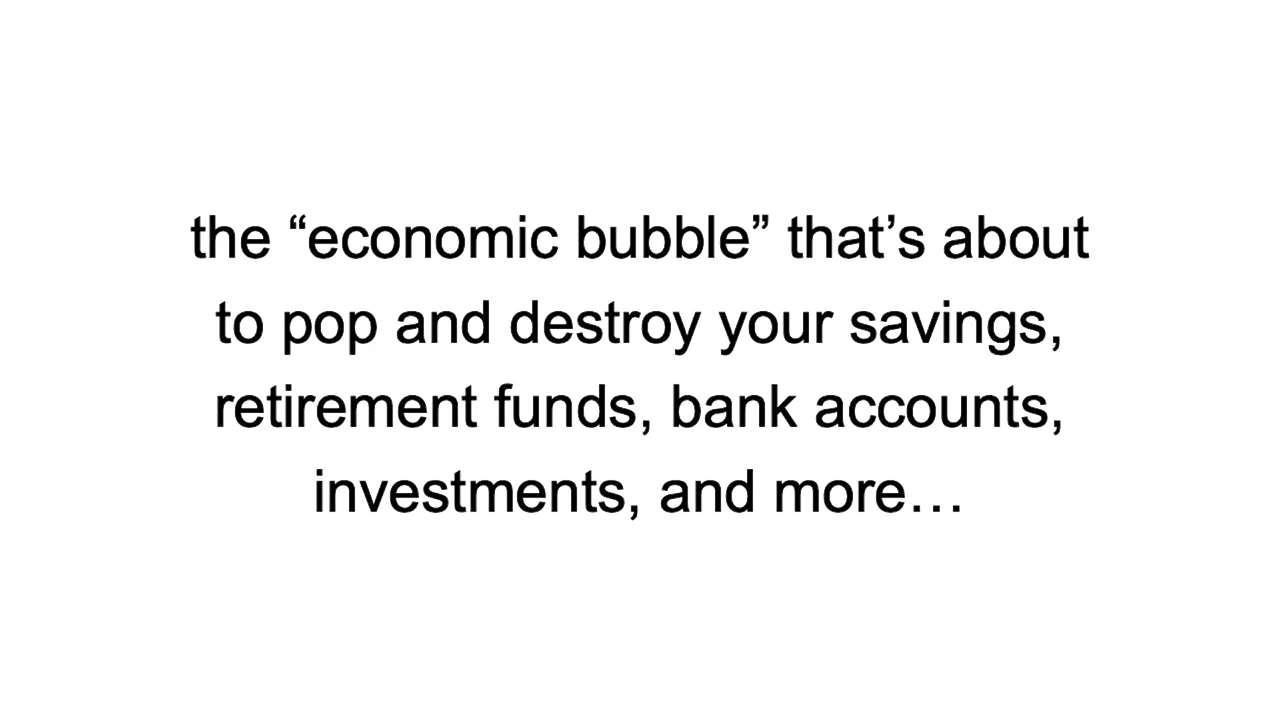 the “economic bubble” that’s about
to pop and destroy your savings,
retirement funds, bank accounts,
investments, and more…